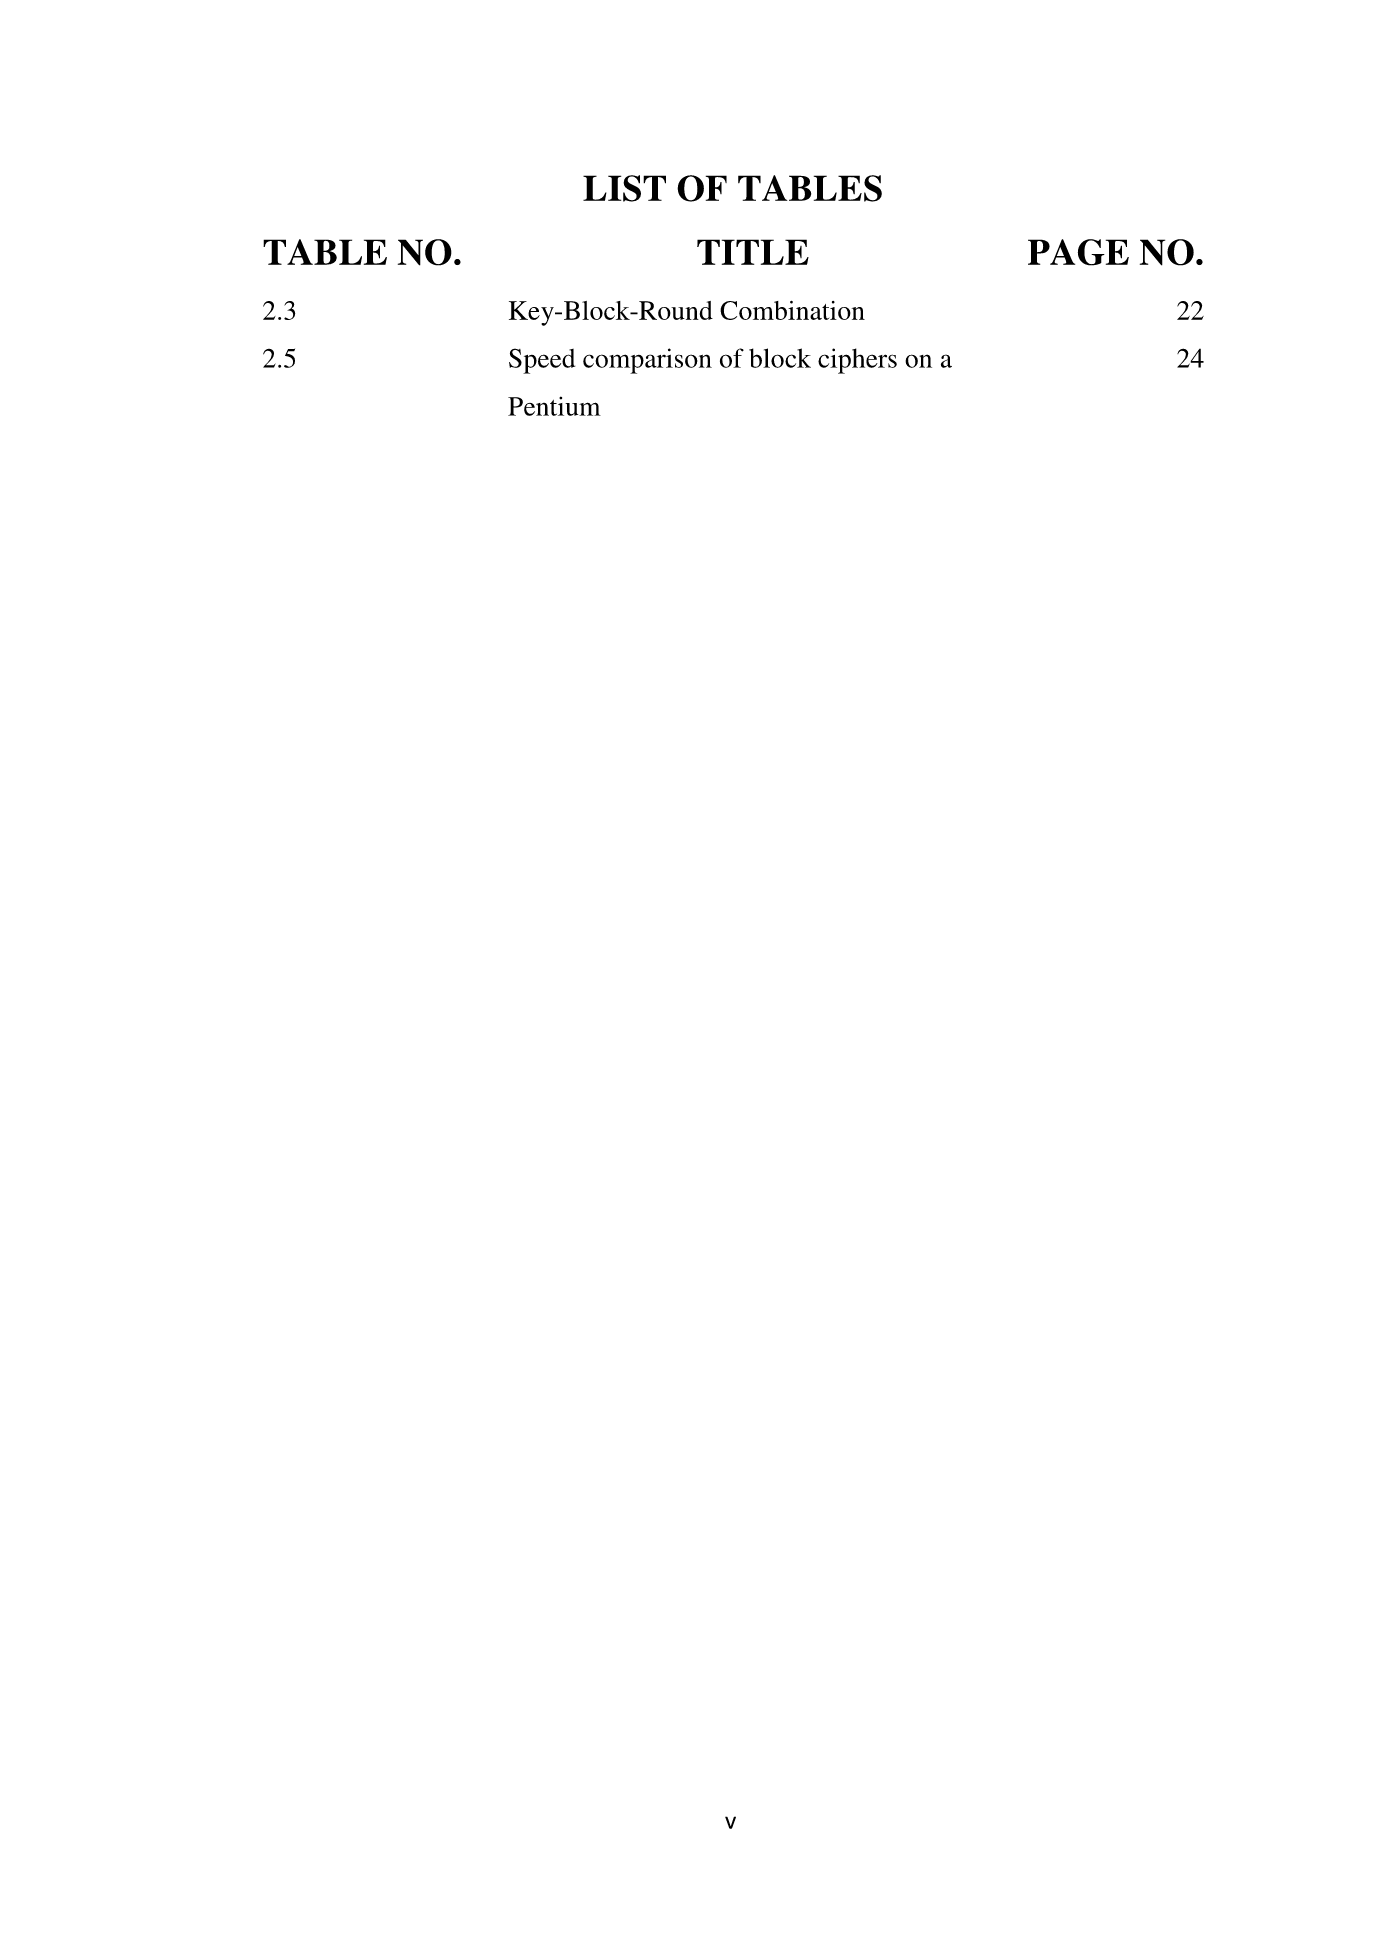 LIST OF TABLES
TABLE NO. TITLE PAGE NO.
2.3 Key-Block-Round Combination 22
2.5 Speed comparison of block ciphers on a 24
Pentium
v